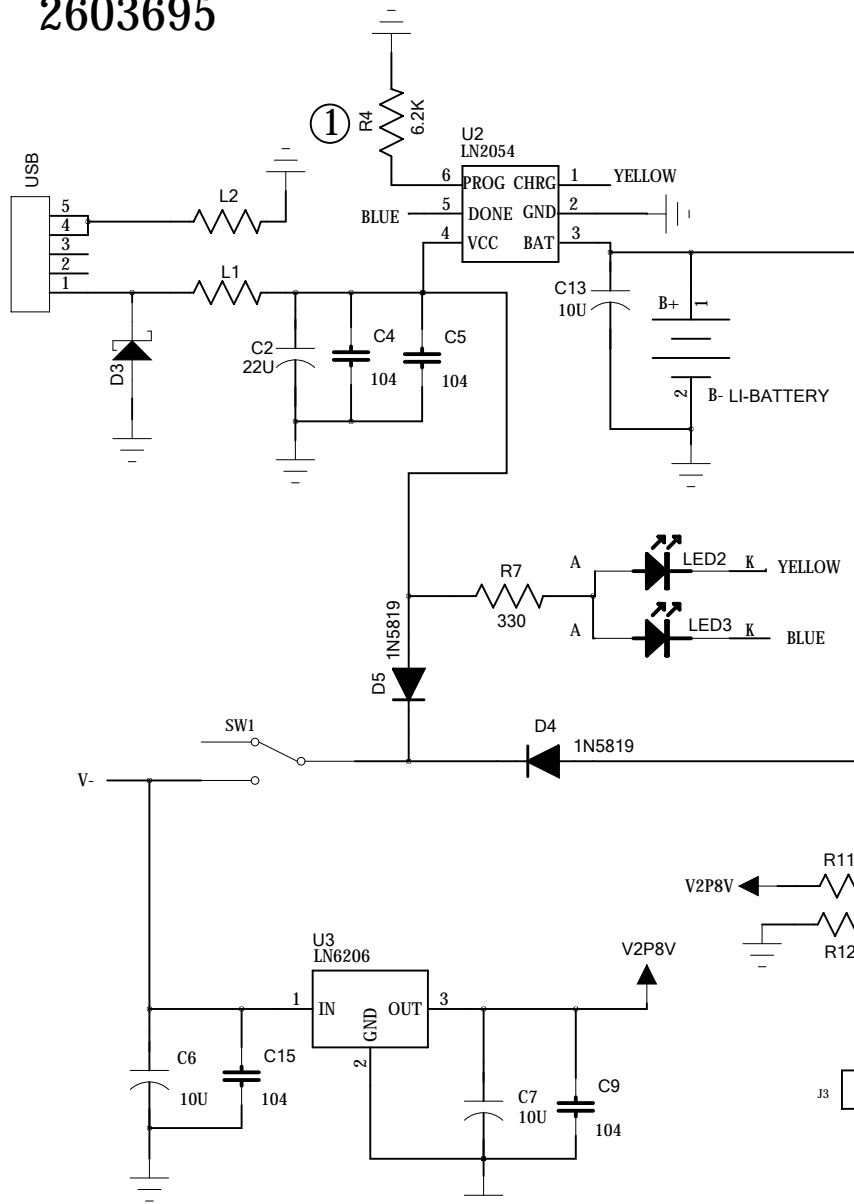 2603695
1
R4
6.2K
U2
LN2054
6 PROG CHRG 1 YELLOW
BLUE 5 DONE GND 2
4 VCC BAT 3
USB
5
4
3
2
1
L2
L1
D3
C2
22U
C4
104
C5
104
C13
10U
B+ 1
2 B- LI-BATTERY
R7
330
A LED2 K YELLOW
A LED3 K BLUE
D5 1N5819
SW1
D4
1N5819
V-
R11
V2P8V
R12
U3
LN6206
1 IN OUT 3
GND
2
V2P8V
C6
10U
C15
104
C7
10U
C9
104
J3